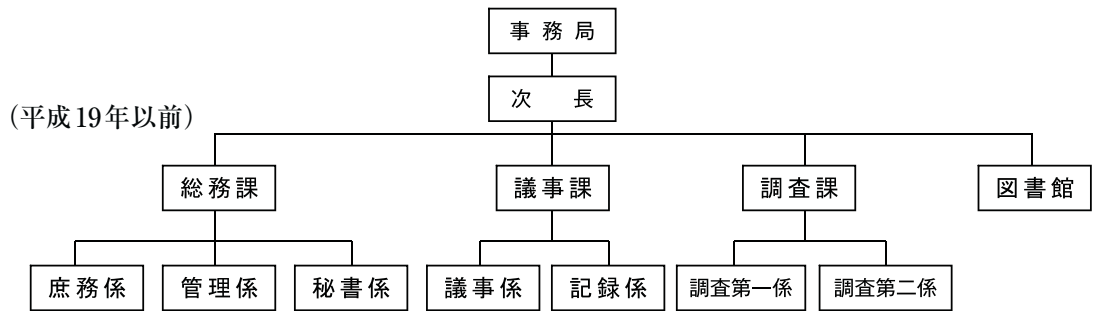 事務局
次長
（平成19年以前）
総務課 議事課 調査課 図書館
庶務係 管理係 秘書係 議事係 記録係 調査第一係 調査第二係